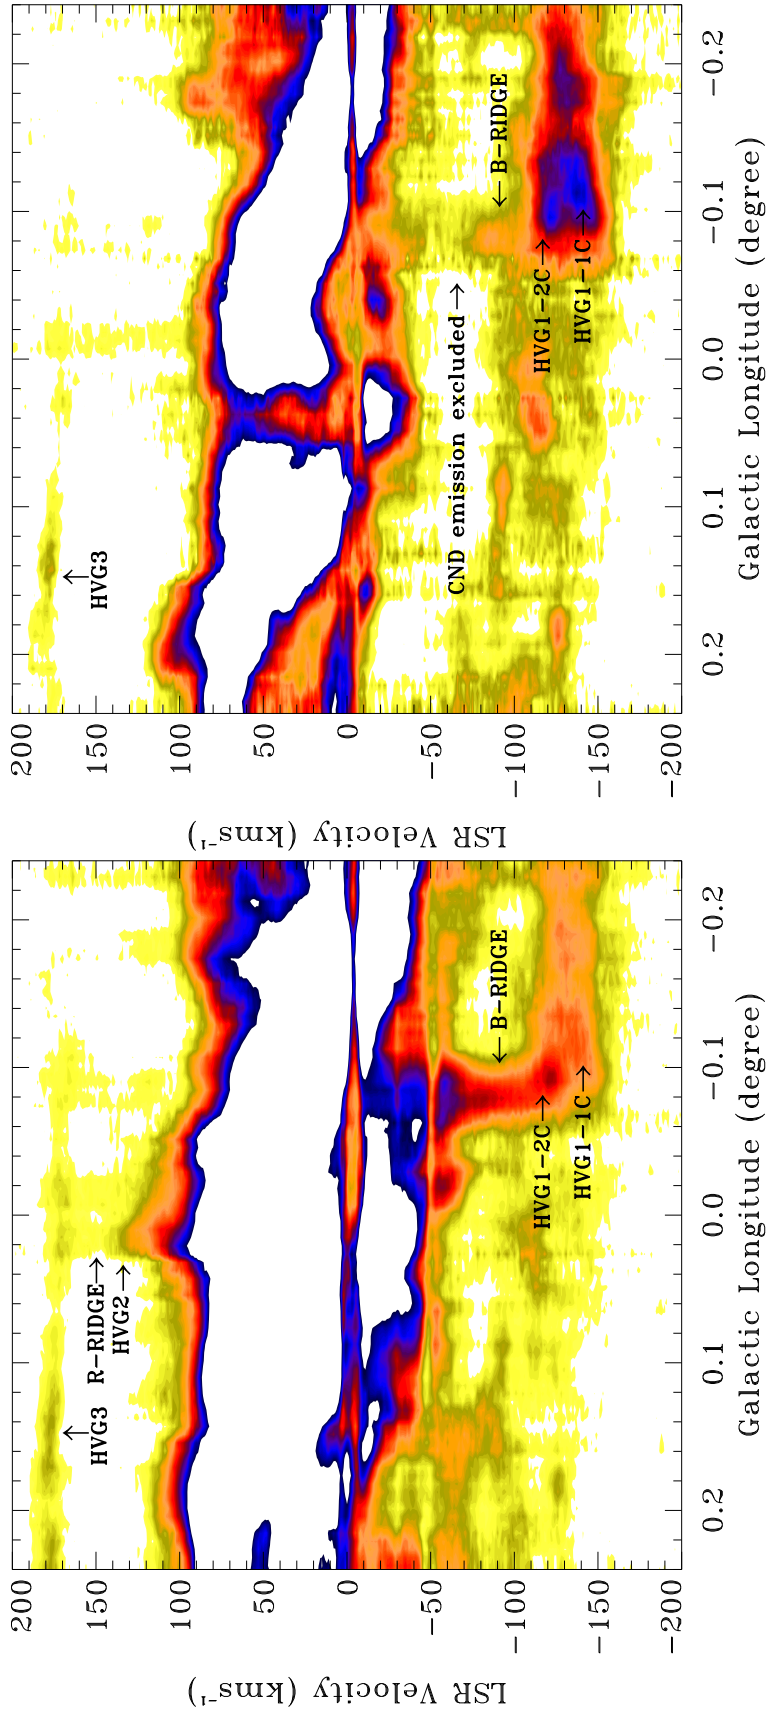 LSR Velocity (kms⁻¹)
200
150
100
50
0
−50
−100
−150
−200
HVG3
R−RIDGE
HVG2
B−RIDGE
HVG1−2C
HVG1−1C
0.2
0.1
0.0
−0.1
−0.2
Galactic Longitude (degree)
LSR Velocity (kms⁻¹)
200
150
100
50
0
−50
−100
−150
−200
HVG3
CND emission excluded
B−RIDGE
HVG1−2C
HVG1−1C
0.2
0.1
0.0
−0.1
−0.2
Galactic Longitude (degree)